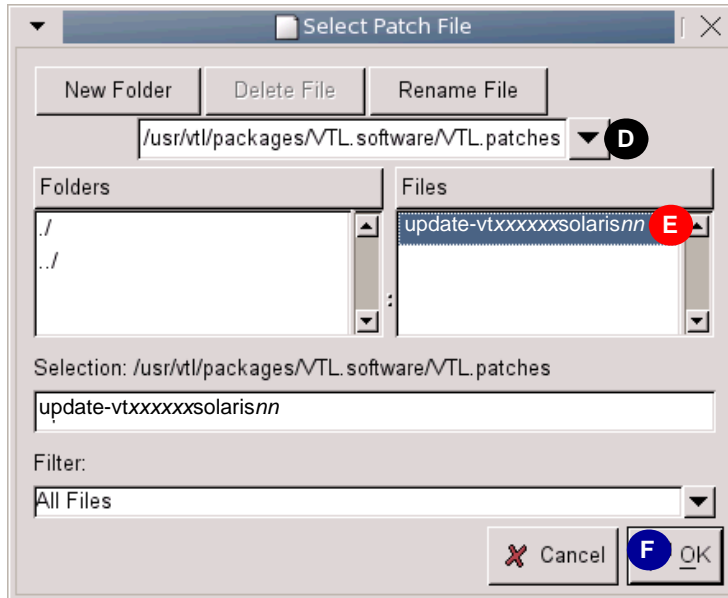 Select Patch File
New Folder Delete File Rename File
/usr/vtl/packages/VTL.software/VTL.patches D
Folders Files
./ update-vtxxxxxxsolarisnn E
../
:
Selection: /usr/vtl/packages/VTL.software/VTL.patches
update-vtxxxxxxsolarisnn
Filter:
All Files
Cancel F OK